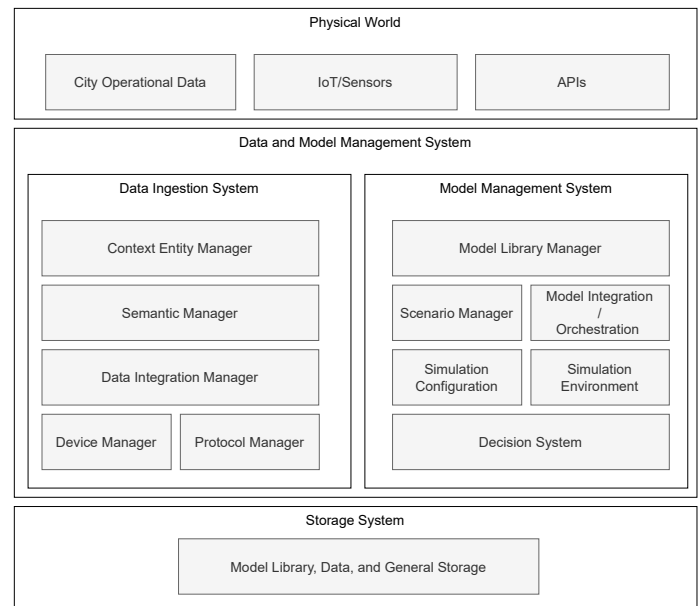 Physical World
City Operational Data
IoT/Sensors
APIs
Data and Model Management System
Data Ingestion System
Context Entity Manager
Semantic Manager
Data Integration Manager
Device Manager
Protocol Manager
Model Management System
Model Library Manager
Scenario Manager
Model Integration
/
Orchestration
Simulation
Configuration
Simulation
Environment
Decision System
Storage System
Model Library, Data, and General Storage